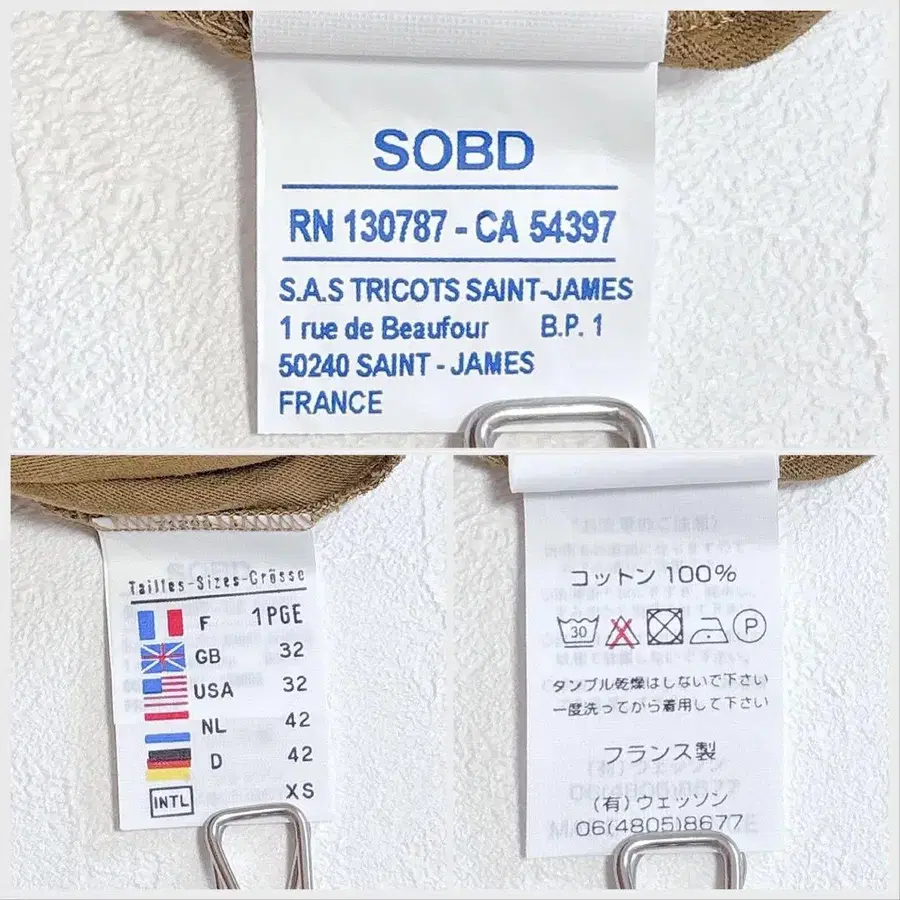 SOBD
RN 130787 - CA 54397
S.A.S TRICOTS SAINT-JAMES
1 rue de Beaufour B.P. 1
50240 SAINT - JAMES
FRANCE
Tailles-Sizes-Grösse
F 1PGE
GB 32
USA 32
NL 42
D 42
INTL XS
コットン 100%
30 P
タンブル乾燥はしないで下さい
一度洗ってから着用して下さい
フランス製
(有) ウェッソン
06(4805)8677